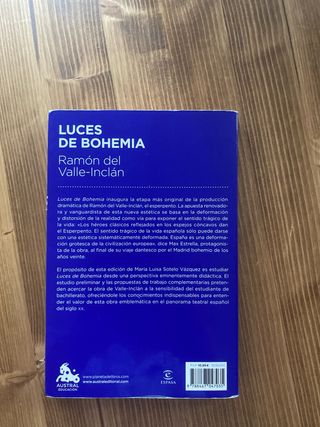 LUCES
DE BOHEMIA
Ramón del
Valle-Inclán
Luces de Bohemia inaugura la etapa más original de la producción
dramática de Ramón del Valle-Inclán, el esperpento. La apuesta renovado-
ra y vanguardista de esta nueva estética se basa en la deformación
y distorsión de la realidad como vía para exponer el sentido trágico de
la vida: «Los héroes clásicos reflejados en los espejos cóncavos dan
el Esperpento. El sentido trágico de la vida española sólo puede darse
con una estética sistemáticamente deformada. España es una deforma-
ción grotesca de la civilización europea», dice Max Estrella, protagonis-
ta de la obra, al final de su viaje dantesco por el Madrid bohemio de
los años veinte.
El propósito de esta edición de María Luisa Sotelo Vázquez es estudiar
Luces de Bohemia desde una perspectiva eminentemente didáctica. El
estudio preliminar y las propuestas de trabajo complementarias preten-
den acercar la obra de Valle-Inclán a la sensibilidad del estudiante de
bachillerato, ofreciéndole los conocimientos indispensables para enten-
der el valor de esta obra emblemática en el panorama teatral español
del siglo XX.
AUSTRAL
EDUCACIÓN
www.planetadelibros.com
www.australeditorial.com
ESPASA